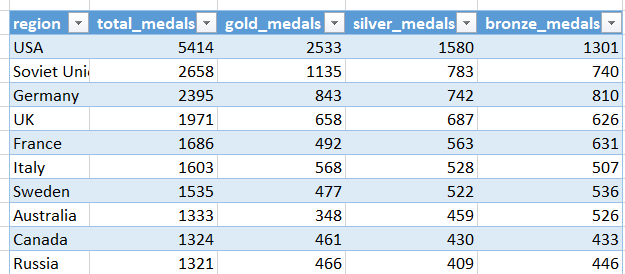 region total_medals gold_medals silver_medals bronze_medals
USA 5414 2533 1580 1301
Soviet Uni 2658 1135 783 740
Germany 2395 843 742 810
UK 1971 658 687 626
France 1686 492 563 631
Italy 1603 568 528 507
Sweden 1535 477 522 536
Australia 1333 348 459 526
Canada 1324 461 430 433
Russia 1321 466 409 446